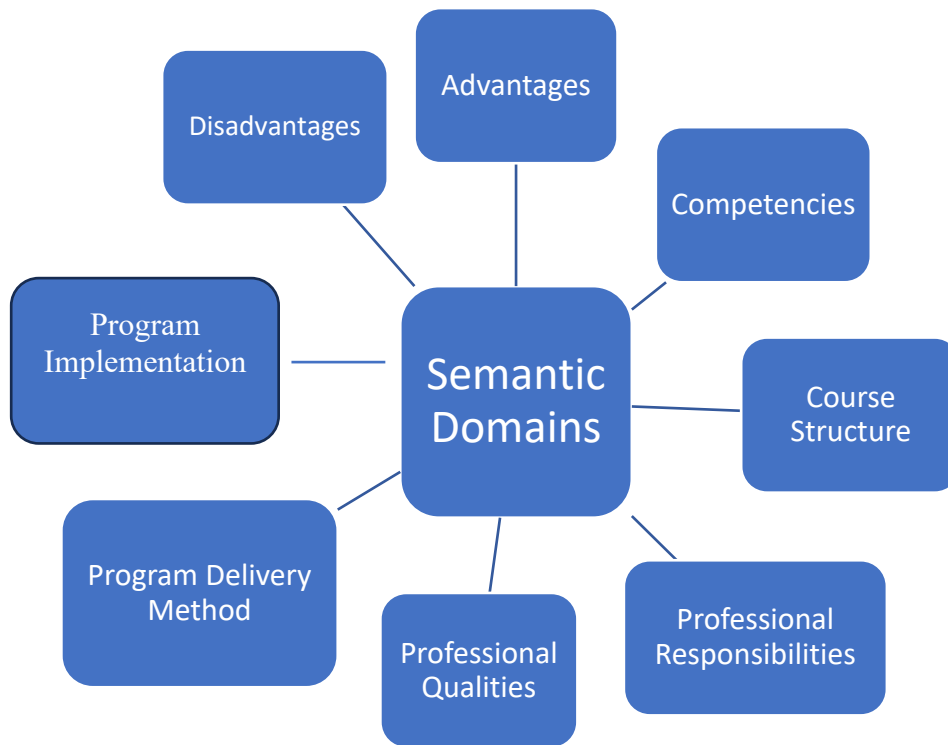 Advantages
Disadvantages
Competencies
Program
Implementation
Semantic
Domains
Course
Structure
Program Delivery
Method
Professional
Qualities
Professional
Responsibilities